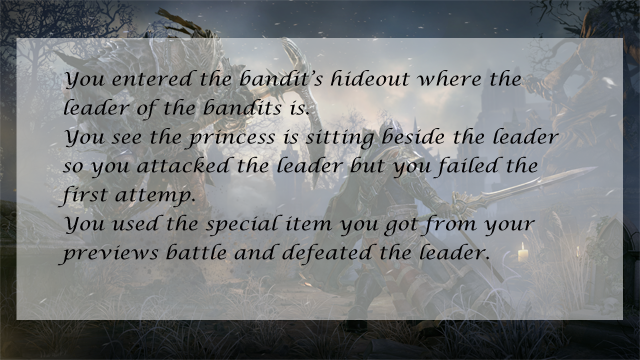 You entered the bandit's hideout where the
leader of the bandits is.
You see the princess is sitting beside the leader
so you attacked the leader but you failed the
first attemp.
You used the special item you got from your
previews battle and defeated the leader.